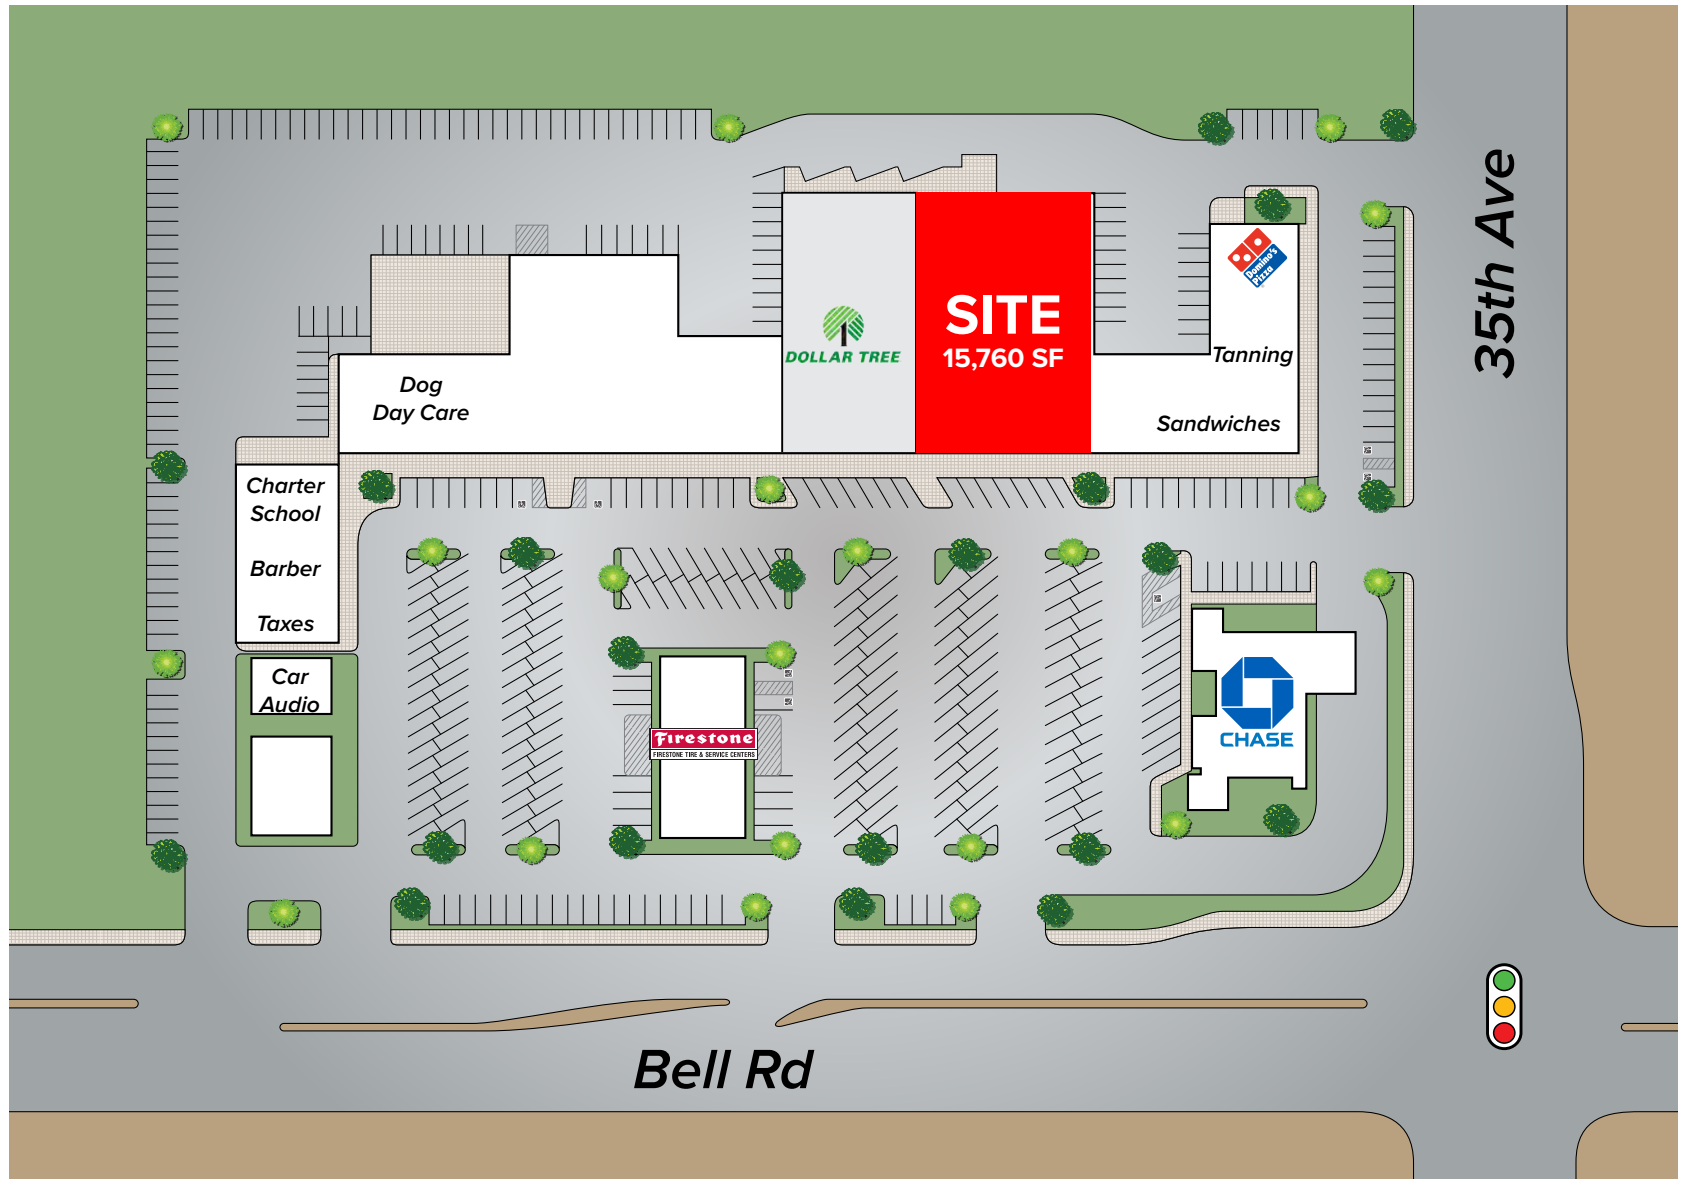 35th Ave
Domino's
Pizza
SITE
15,760 SF
DOLLAR TREE
Tanning
Dog
Day Care
Sandwiches
Charter
School
Barber
Taxes
Car
Audio
Firestone
FIRESTONE TIRE & SERVICE CENTERS
CHASE
Bell Rd